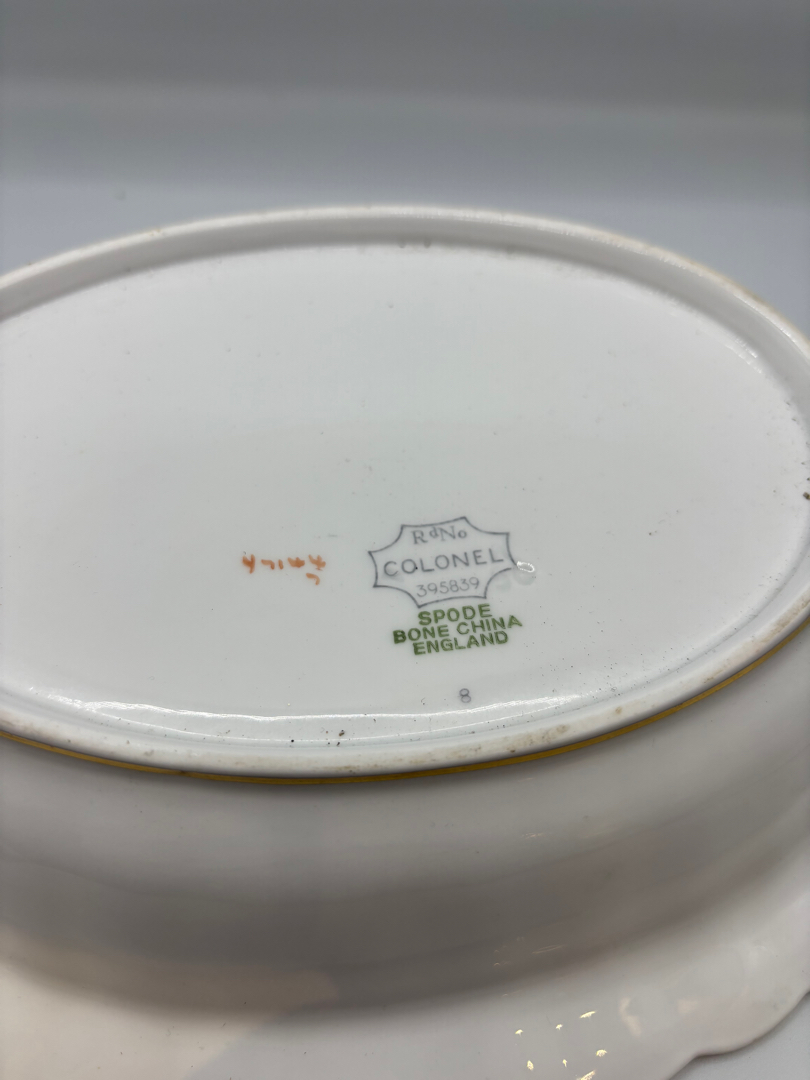 RdNo
COLONEL
395839
SPODE
BONE CHINA
ENGLAND
8